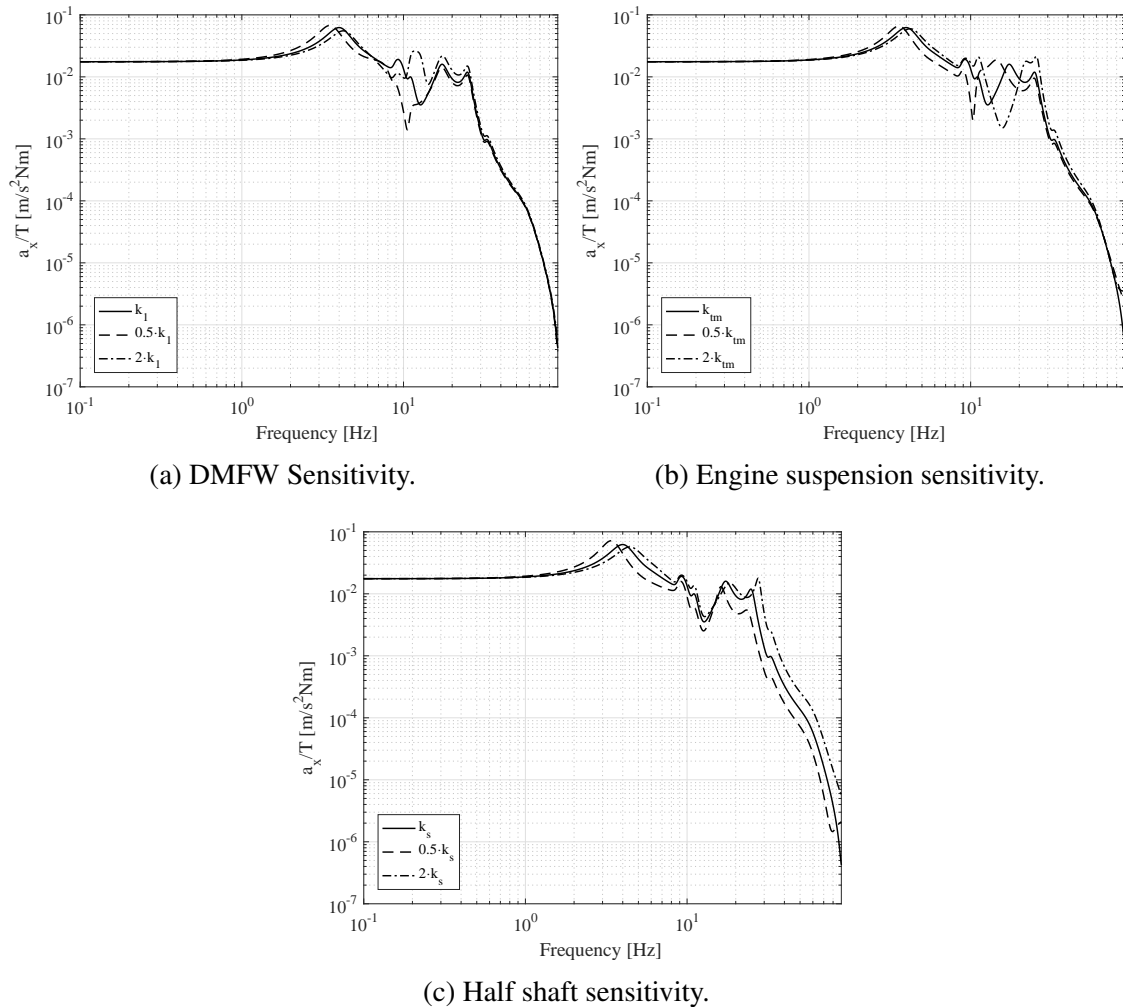 10^-1
10^-2
10^-3
10^-4
10^-5
10^-6
10^-7
a_x/T [m/s^2Nm]
k_1
0.5·k_1
2·k_1
10^-1 10^0 10^1
Frequency [Hz]
(a) DMFW Sensitivity.
10^-1
10^-2
10^-3
10^-4
10^-5
10^-6
10^-7
a_x/T [m/s^2Nm]
k_tm
0.5·k_tm
2·k_tm
10^-1 10^0 10^1
Frequency [Hz]
(b) Engine suspension sensitivity.
10^-1
10^-2
10^-3
10^-4
10^-5
10^-6
10^-7
a_x/T [m/s^2Nm]
k_s
0.5·k_s
2·k_s
10^-1 10^0 10^1
Frequency [Hz]
(c) Half shaft sensitivity.